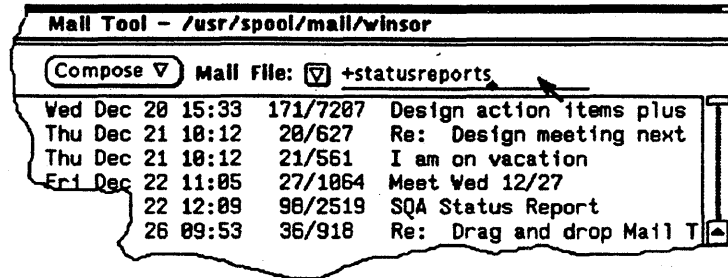 Mail Tool - /usr/spool/mail/winsor
Compose Mail File: +statusreports
Wed Dec 20 15:33 171/7207 Design action items plus
Thu Dec 21 10:12 20/627 Re: Design meeting next
Thu Dec 21 10:12 21/561 I am on vacation
Fri Dec 22 11:05 27/1064 Meet Wed 12/27
22 12:09 98/2519 SQA Status Report
26 09:53 36/918 Re: Drag and drop Mail T